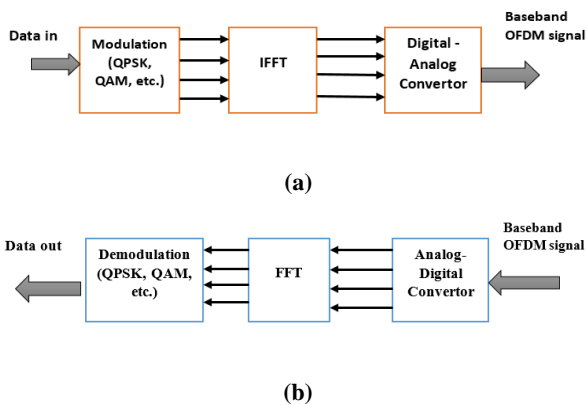 Data in
Modulation
(QPSK,
QAM, etc.)
IFFT
Digital -
Analog
Convertor
Baseband
OFDM signal
(a)
Data out
Demodulation
(QPSK, QAM,
etc.)
FFT
Analog-
Digital
Convertor
Baseband
OFDM signal
(b)